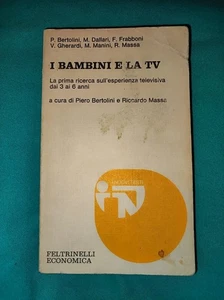 P. Bertolini, M. Dallari, F. Frabboni
V. Gherardi, M. Manini, R. Massa
I BAMBINI E LA TV
La prima ricerca sull'esperienza televisiva
dai 3 ai 6 anni
a cura di Piero Bertolini e Riccardo Massa
FELTRINELLI
ECONOMICA